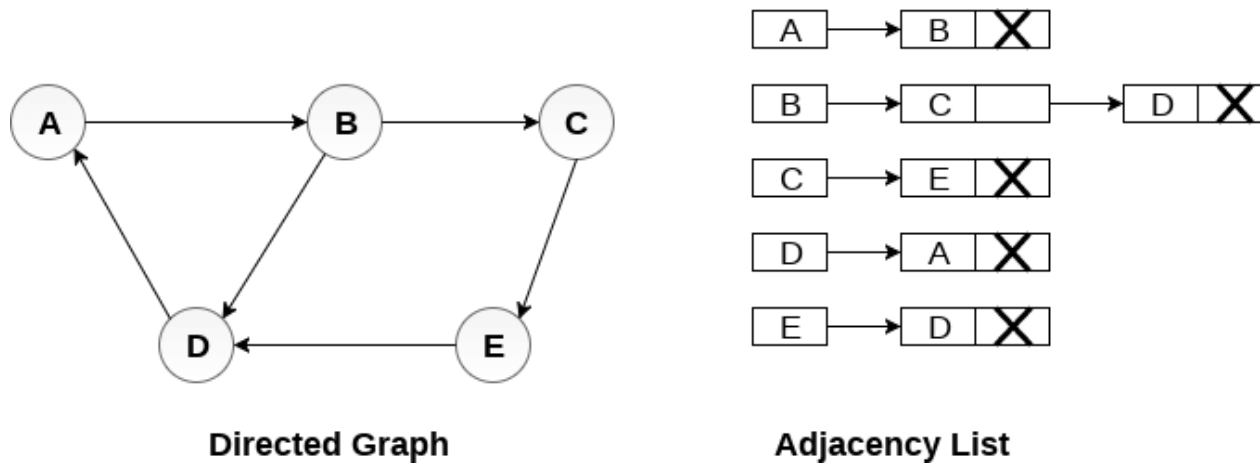 A B C
D E
Directed Graph
A B
B C D
C E
D A
E D
Adjacency List